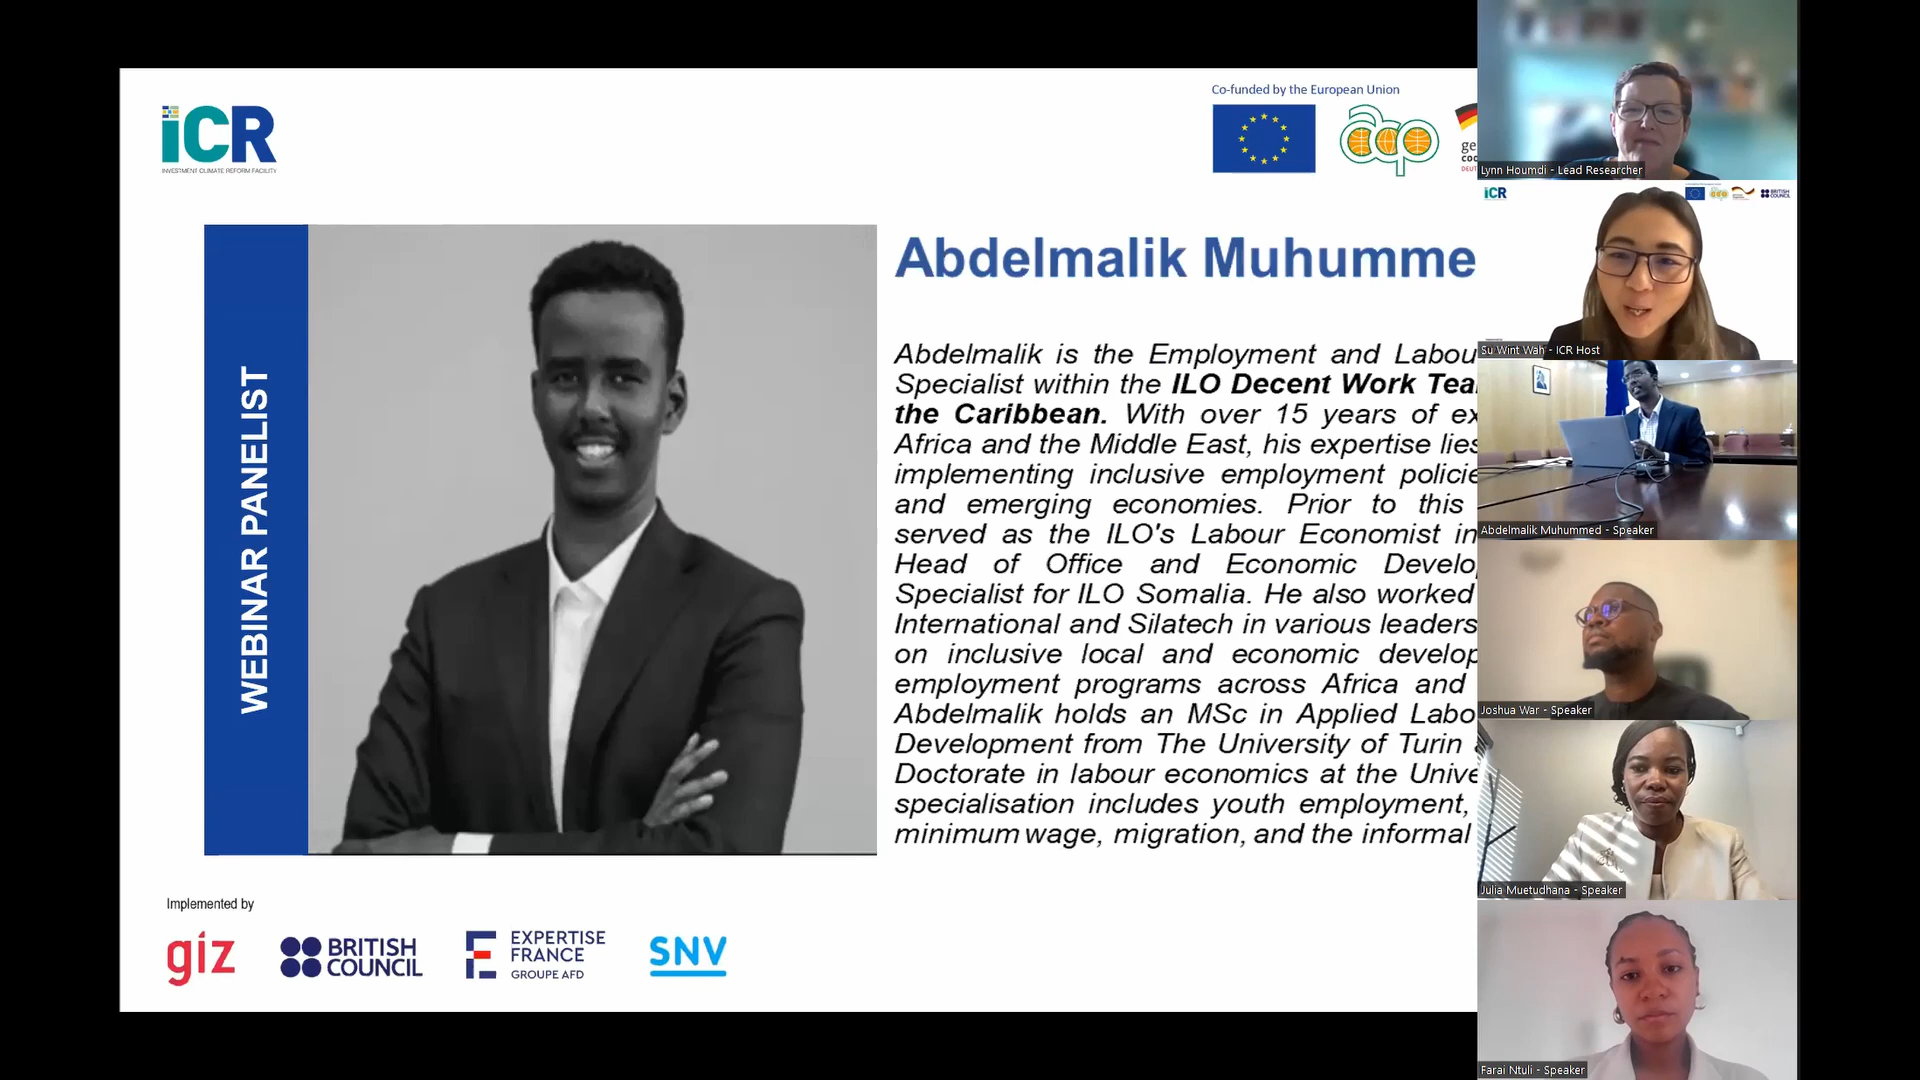 iCR
INVESTMENT CLIMATE REFORM FACILITY
Co-funded by the European Union
acp
WEBINAR PANELIST
Abdelmalik Muhumme
Abdelmalik is the Employment and Labou
Specialist within the ILO Decent Work Tea
the Caribbean. With over 15 years of ex
Africa and the Middle East, his expertise lies
implementing inclusive employment policie
and emerging economies. Prior to this
served as the ILO's Labour Economist in
Head of Office and Economic Develop
Specialist for ILO Somalia. He also worked
International and Silatech in various leaders
on inclusive local and economic develop
employment programs across Africa and
Abdelmalik holds an MSc in Applied Labo
Development from The University of Turin
Doctorate in labour economics at the Unive
specialisation includes youth employment,
minimum wage, migration, and the informal
Implemented by
giz
BRITISH
COUNCIL
EXPERTISE
FRANCE
GROUPE AFD
SNV
Lynn Houmdi - Lead Researcher
iCR
BRITISH
COUNCIL
Su Wint Wah - ICR Host
Abdelmalik Muhummed - Speaker
Joshua War - Speaker
Julia Muetudhana - Speaker
Farai Ntuli - Speaker